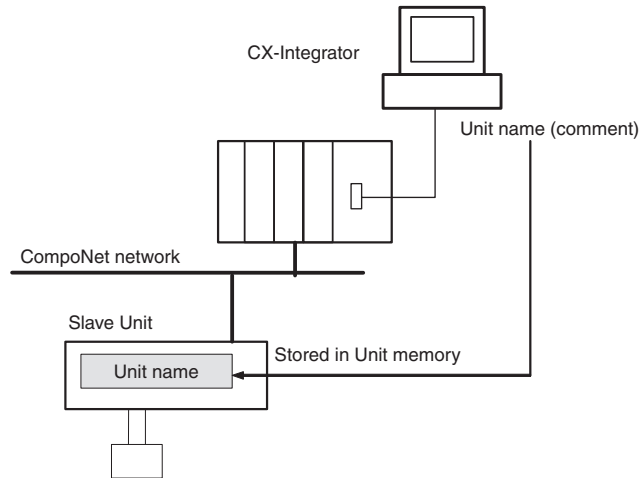 CX-Integrator
Unit name (comment)
CompoNet network
Slave Unit
Stored in Unit memory
Unit name